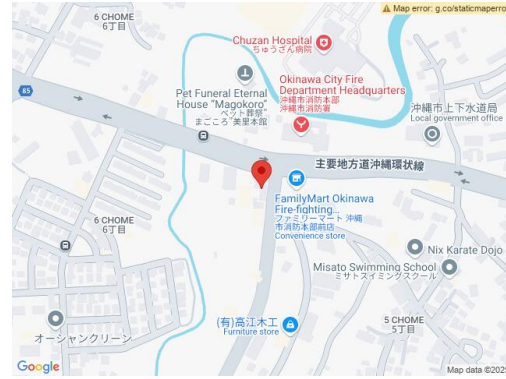 Map error: g.co/staticmaperro
6 CHOME
6丁目
Chuzan Hospital
ちゅうざん病院
Pet Funeral Eternal
House "Magokoro"
ペット葬祭"
まごころ"美里本館
Okinawa City Fire
Department Headquarters
沖縄市消防本部
沖縄市消防署
沖縄市上下水道局
Local government office
85
主要地方道沖縄環状線
FamilyMart Okinawa
Fire-fighting...
ファミリーマート 沖縄
市消防本部前店
Convenience store
6 CHOME
6丁目
Nix Karate Dojo
Misato Swimming School
ミサトスイミングスクール
(有)高江木工
Furniture store
5 CHOME
5丁目
オーシャンクリーン
Google
Map data ©2025